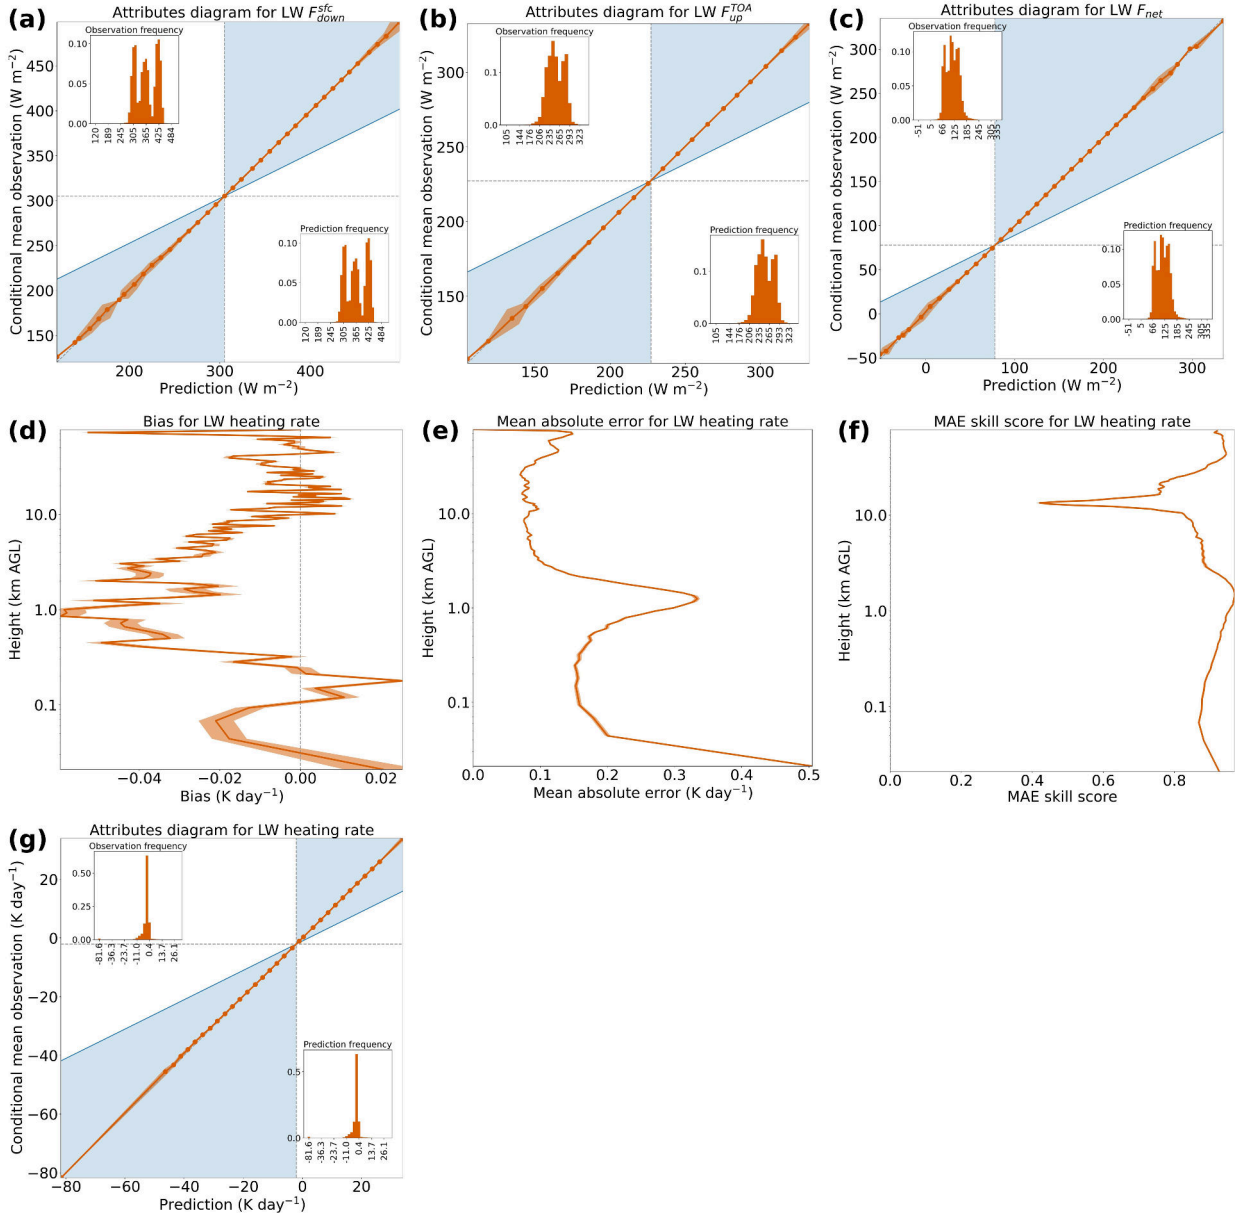 (a)
Attributes diagram for LW F_down^sfc
Observation frequency
0.10
0.05
0.00
120 189 245 305 365 425 484
Prediction frequency
0.10
0.05
0.00
120 189 245 305 365 425 484
450
400
350
300
250
200
150
200 300 400
Conditional mean observation (W m−2)
Prediction (W m−2)
(b)
Attributes diagram for LW F_up^TOA
Observation frequency
0.1
0.0
105 144 176 206 235 265 293 323
Prediction frequency
0.1
0.0
105 144 176 206 235 265 293 323
300
250
200
150
150 200 250 300
Conditional mean observation (W m−2)
Prediction (W m−2)
(c)
Attributes diagram for LW F_net
Observation frequency
0.10
0.05
0.00
-51 5 66 125 185 245 305 335
Prediction frequency
0.10
0.05
0.00
-51 5 66 125 185 245 305 335
300
250
200
150
100
50
0
−50
0 100 200 300
Conditional mean observation (W m−2)
Prediction (W m−2)
(d)
Bias for LW heating rate
10.0
1.0
0.1
−0.04 −0.02 0.00 0.02
Height (km AGL)
Bias (K day−1)
(e)
Mean absolute error for LW heating rate
10.0
1.0
0.1
0.0 0.1 0.2 0.3 0.4 0.5
Height (km AGL)
Mean absolute error (K day−1)
(f)
MAE skill score for LW heating rate
10.0
1.0
0.1
0.0 0.2 0.4 0.6 0.8
Height (km AGL)
MAE skill score
(g)
Attributes diagram for LW heating rate
Observation frequency
0.50
0.25
0.00
-81.6 -36.3 -23.7 -11.0 0.4 13.7 26.1
Prediction frequency
0.5
0.0
-81.6 -36.3 -23.7 -11.0 0.4 13.7 26.1
20
0
−20
−40
−60
−80
−80 −60 −40 −20 0 20
Conditional mean observation (K day−1)
Prediction (K day−1)